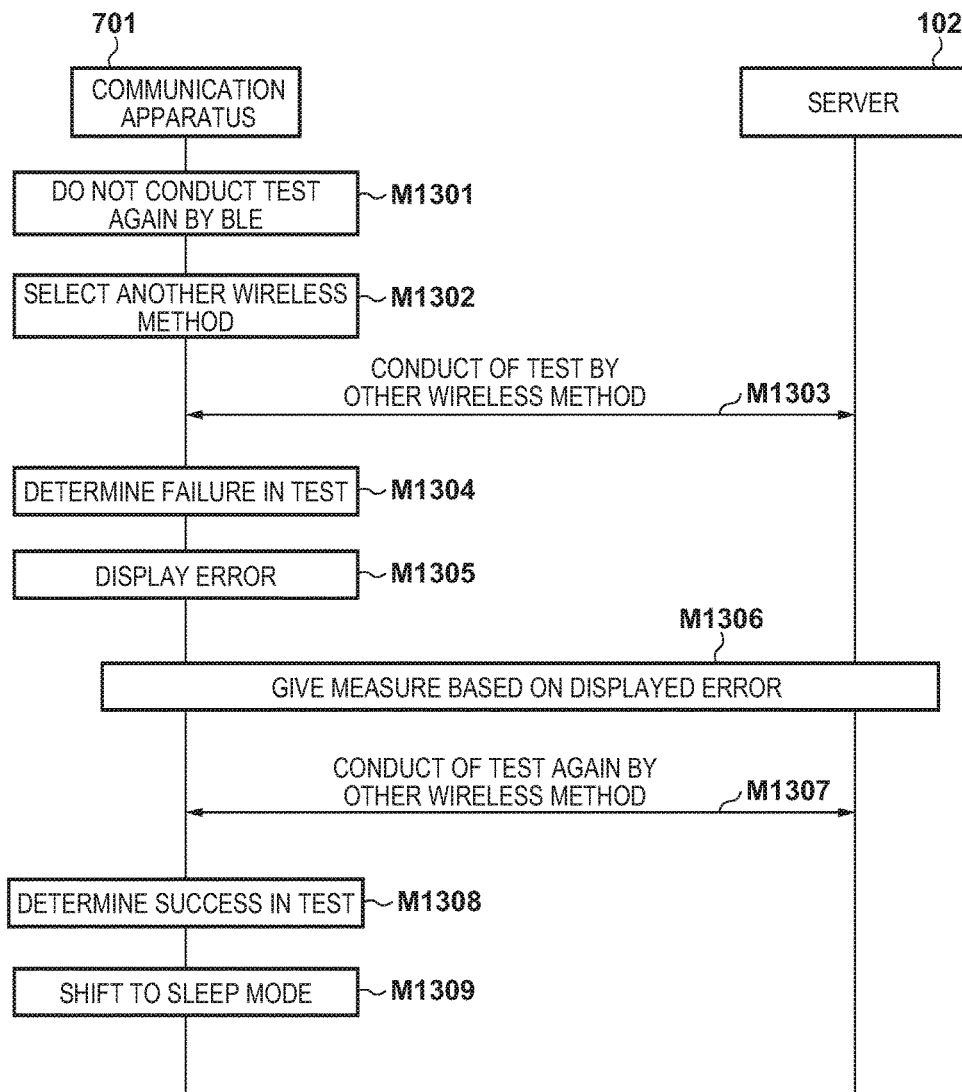 701
102
COMMUNICATION
APPARATUS
SERVER
DO NOT CONDUCT TEST
AGAIN BY BLE
M1301
SELECT ANOTHER WIRELESS
METHOD
M1302
CONDUCT OF TEST BY
OTHER WIRELESS METHOD
M1303
DETERMINE FAILURE IN TEST
M1304
DISPLAY ERROR
M1305
M1306
GIVE MEASURE BASED ON DISPLAYED ERROR
CONDUCT OF TEST AGAIN BY
OTHER WIRELESS METHOD
M1307
DETERMINE SUCCESS IN TEST
M1308
SHIFT TO SLEEP MODE
M1309